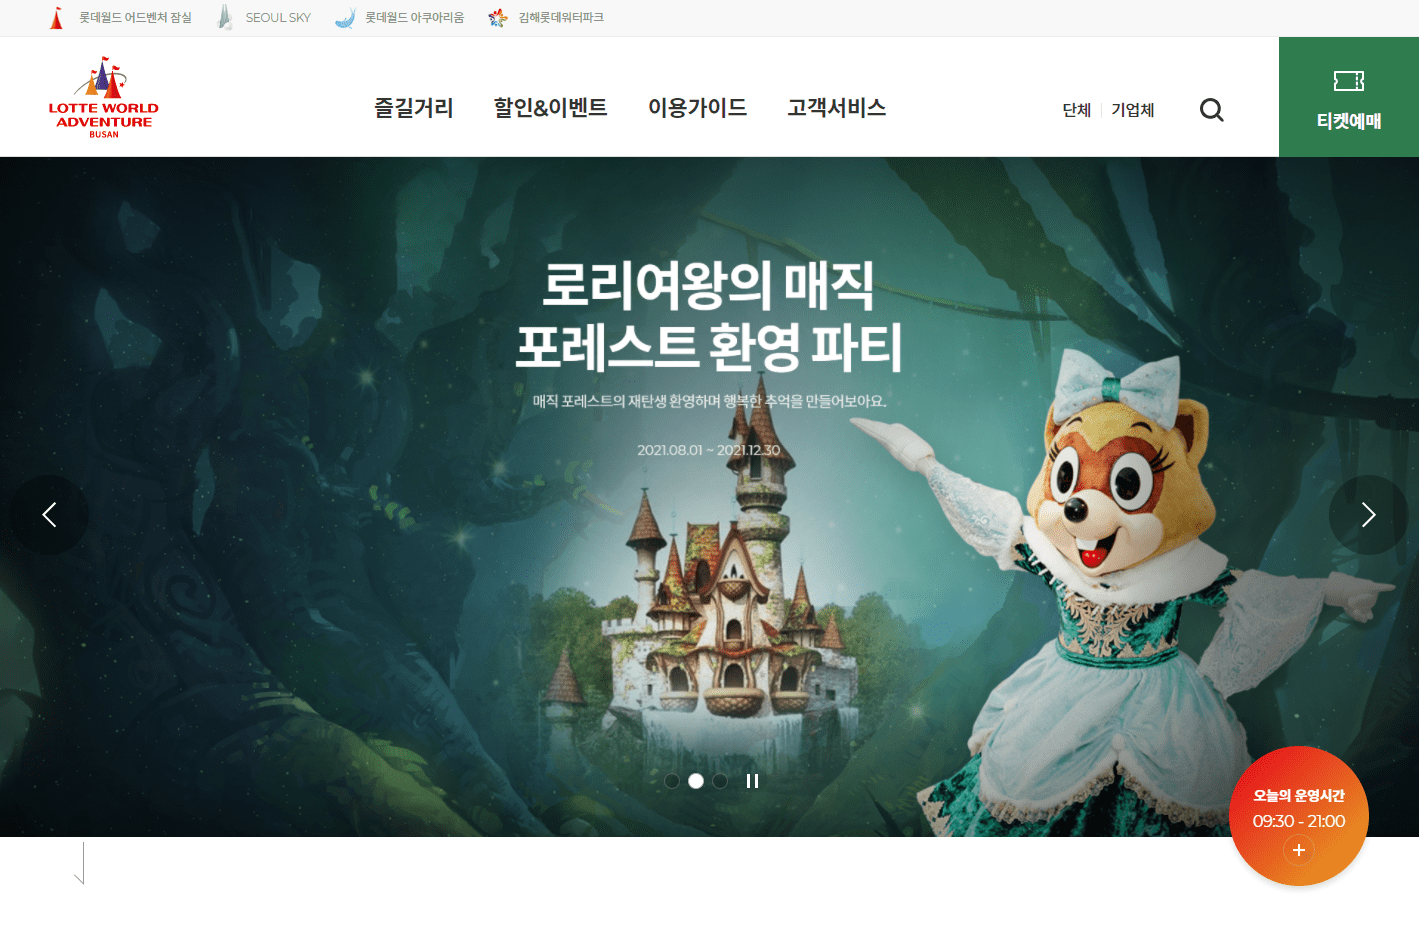 롯데월드 어드벤처 잠실
SEOUL SKY
롯데월드 아쿠아리움
김해롯데워터파크
LOTTE WORLD
ADVENTURE
BUSAN
즐길거리
할인&이벤트
이용가이드
고객서비스
단체
기업체
티켓예매
로리여왕의 매직
포레스트 환영 파티
매직 포레스트의 재탄생 환영하며 행복한 추억을 만들어보아요.
2021.08.01 ~ 2021.12.30
오늘의 운영시간
09:30 - 21:00